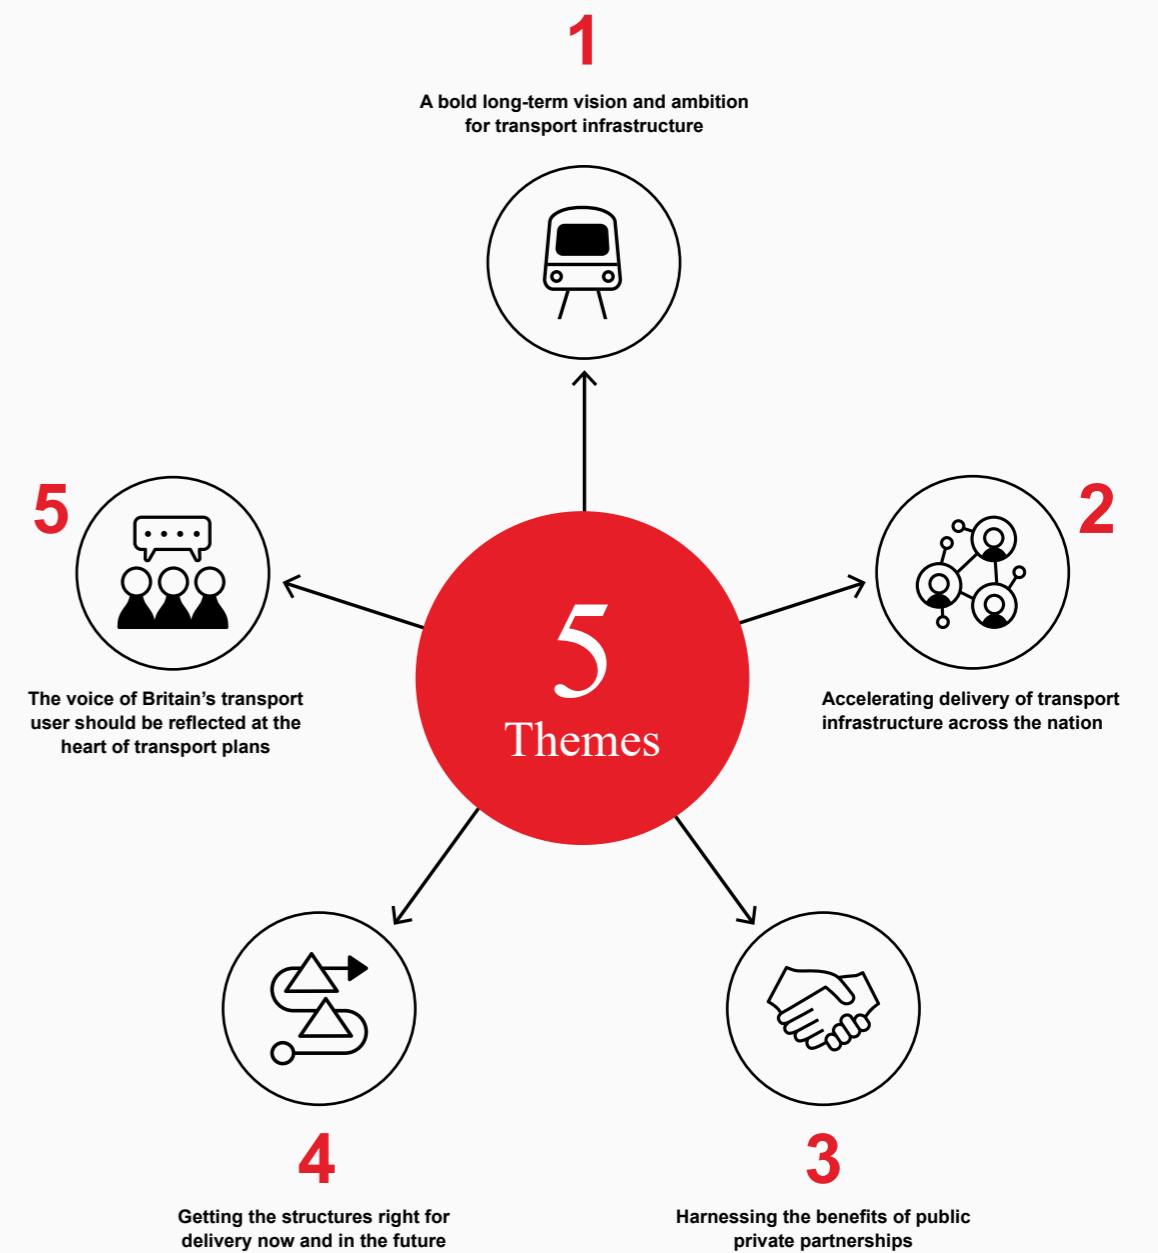 1
A bold long-term vision and ambition
for transport infrastructure
2
Accelerating delivery of transport
infrastructure across the nation
3
Harnessing the benefits of public
private partnerships
4
Getting the structures right for
delivery now and in the future
5
The voice of Britain’s transport
user should be reflected at the
heart of transport plans
5
Themes